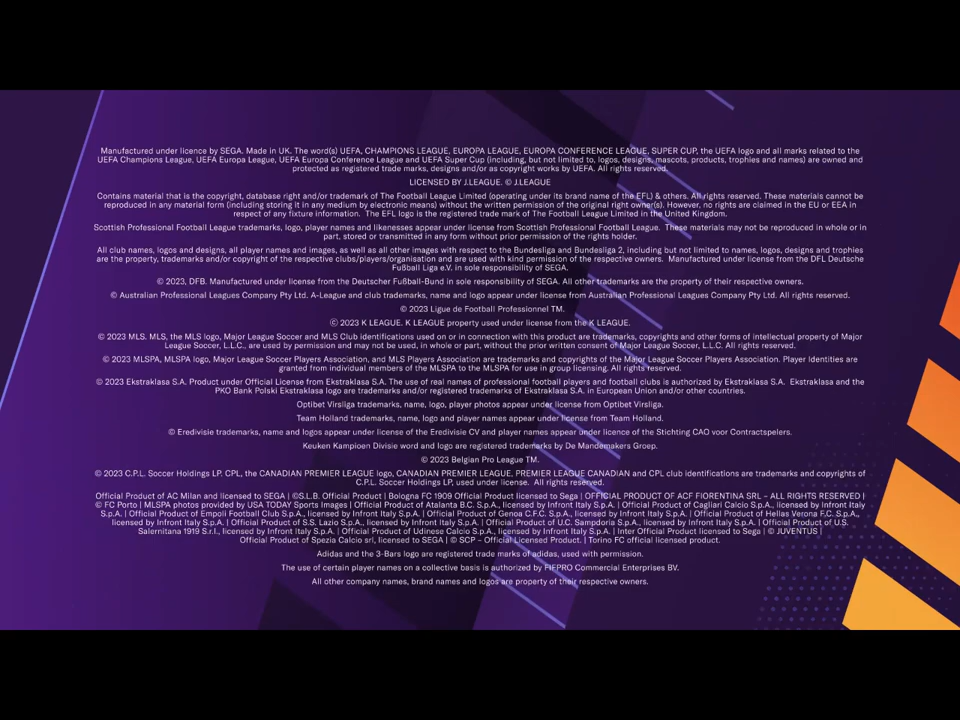 Manufactured under licence by SEGA. Made in UK. The word(s) UEFA, CHAMPIONS LEAGUE, EUROPA LEAGUE, EUROPA CONFERENCE LEAGUE, SUPER CUP, the UEFA logo and all marks related to the
UEFA Champions League, UEFA Europa League, UEFA Europa Conference League and UEFA Super Cup (including, but not limited to, logos, designs, mascots, products, trophies and names) are owned and
protected as registered trade marks, designs and/or as copyright works by UEFA. All rights reserved.
LICENSED BY J.LEAGUE. © J.LEAGUE
Contains material that is the copyright, database right and/or trademark of The Football League Limited (operating under its brand name of the EFL) & others. All rights reserved. These materials cannot be
reproduced in any material form (including storing it in any medium by electronic means) without the written permission of the original right owner(s). However, no rights are claimed in the EU or EEA in
respect of any fixture information. The EFL logo is the registered trade mark of The Football League Limited in the United Kingdom.
Scottish Professional Football League trademarks, logo, player names and likenesses appear under license from Scottish Professional Football League. These materials may not be reproduced in whole or in
part, stored or transmitted in any form without prior permission of the rights holder.
All club names, logos and designs, all player names and images, as well as all other images with respect to the Bundesliga and Bundesliga 2, including but not limited to names, logos, designs and trophies
are the property, trademarks and/or copyright of the respective clubs/players/organisation and are used with kind permission of the respective owners. Manufactured under license from the DFL Deutsche
Fußball Liga e.V. in sole responsibility of SEGA.
© 2023, DFB. Manufactured under license from the Deutscher Fußball-Bund in sole responsibility of SEGA. All other trademarks are the property of their respective owners.
© Australian Professional Leagues Company Pty Ltd. A-League and club trademarks, name and logo appear under license from Australian Professional Leagues Company Pty Ltd. All rights reserved.
© 2023 Ligue de Football Professionnel TM.
ⓒ 2023 K LEAGUE. K LEAGUE property used under license from the K LEAGUE.
© 2023 MLS. MLS, the MLS logo, Major League Soccer and MLS Club identifications used on or in connection with this product are trademarks, copyrights and other forms of intellectual property of Major
League Soccer, L.L.C., are used by permission and may not be used, in whole or part, without the prior written consent of Major League Soccer, L.L.C. All rights reserved.
© 2023 MLSPA, MLSPA logo, Major League Soccer Players Association, and MLS Players Association are trademarks and copyrights of the Major League Soccer Players Association. Player Identities are
granted from individual members of the MLSPA to the MLSPA for use in group licensing. All rights reserved.
© 2023 Ekstraklasa S.A. Product under Official License from Ekstraklasa S.A. The use of real names of professional football players and football clubs is authorized by Ekstraklasa S.A. Ekstraklasa and the
PKO Bank Polski Ekstraklasa logo are trademarks and/or registered trademarks of Ekstraklasa S.A. in European Union and/or other countries.
Optibet Virsliga trademarks, name, logo, player photos appear under license from Optibet Virsliga.
Team Holland trademarks, name, logo and player names appear under license from Team Holland.
© Eredivisie trademarks, name and logos appear under license of the Eredivisie CV and player names appear under licence of the Stichting CAO voor Contractspelers.
Keuken Kampioen Divisie word and logo are registered trademarks by De Mandemakers Groep.
© 2023 Belgian Pro League TM.
© 2023 C.P.L. Soccer Holdings LP. CPL, the CANADIAN PREMIER LEAGUE logo, CANADIAN PREMIER LEAGUE, PREMIER LEAGUE CANADIAN and CPL club identifications are trademarks and copyrights of
C.P.L. Soccer Holdings LP, used under license. All rights reserved.
Official Product of AC Milan and licensed to SEGA | ©S.L.B. Official Product | Bologna FC 1909 Official Product licensed to Sega | OFFICIAL PRODUCT OF ACF FIORENTINA SRL – ALL RIGHTS RESERVED |
© FC Porto | MLSPA photos provided by USA TODAY Sports Images | Official Product of Atalanta B.C. S.p.A., licensed by Infront Italy S.p.A. | Official Product of Cagliari Calcio S.p.A., licensed by Infront Italy
S.p.A. | Official Product of Empoli Football Club S.p.A., licensed by Infront Italy S.p.A. | Official Product of Genoa C.F.C. S.p.A., licensed by Infront Italy S.p.A. | Official Product of Hellas Verona F.C. S.p.A.,
licensed by Infront Italy S.p.A. | Official Product of S.S. Lazio S.p.A., licensed by Infront Italy S.p.A. | Official Product of U.C. Sampdoria S.p.A., licensed by Infront Italy S.p.A. | Official Product of U.S.
Salernitana 1919 S.r.l., licensed by Infront Italy S.p.A. | Official Product of Udinese Calcio S.p.A., licensed by Infront Italy S.p.A. | Inter Official Product licensed to Sega | © JUVENTUS |
Official Product of Spezia Calcio srl, licensed to SEGA | © SCP – Official Licensed Product. | Torino FC official licensed product.
Adidas and the 3-Bars logo are registered trade marks of adidas, used with permission.
The use of certain player names on a collective basis is authorized by FIFPRO Commercial Enterprises BV.
All other company names, brand names and logos are property of their respective owners.